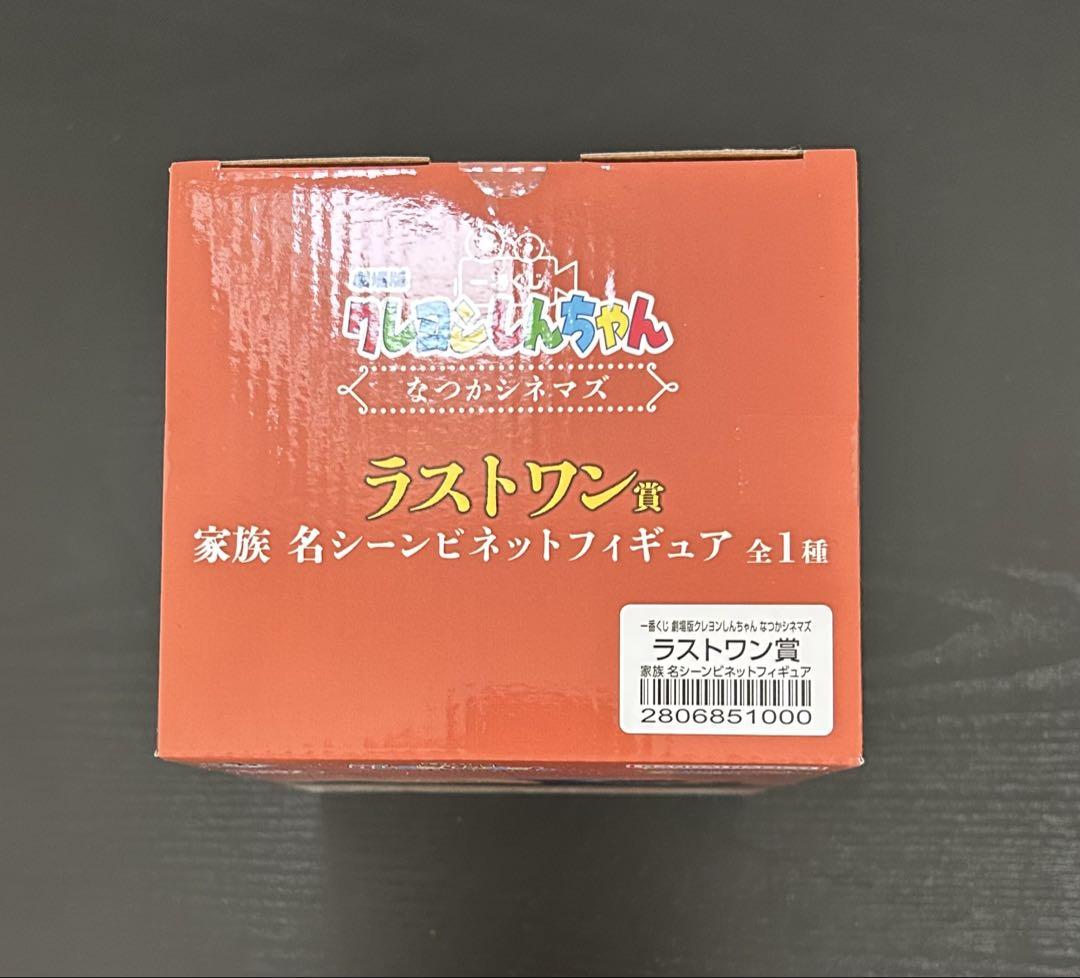 一番くじ
劇場版
クレヨンしんちゃん
なつかシネマズ
ラストワン賞
家族 名シーンビネットフィギュア 全1種
一番くじ 劇場版クレヨンしんちゃん なつかシネマズ
ラストワン賞
家族 名シーンビネットフィギュア
2806851000